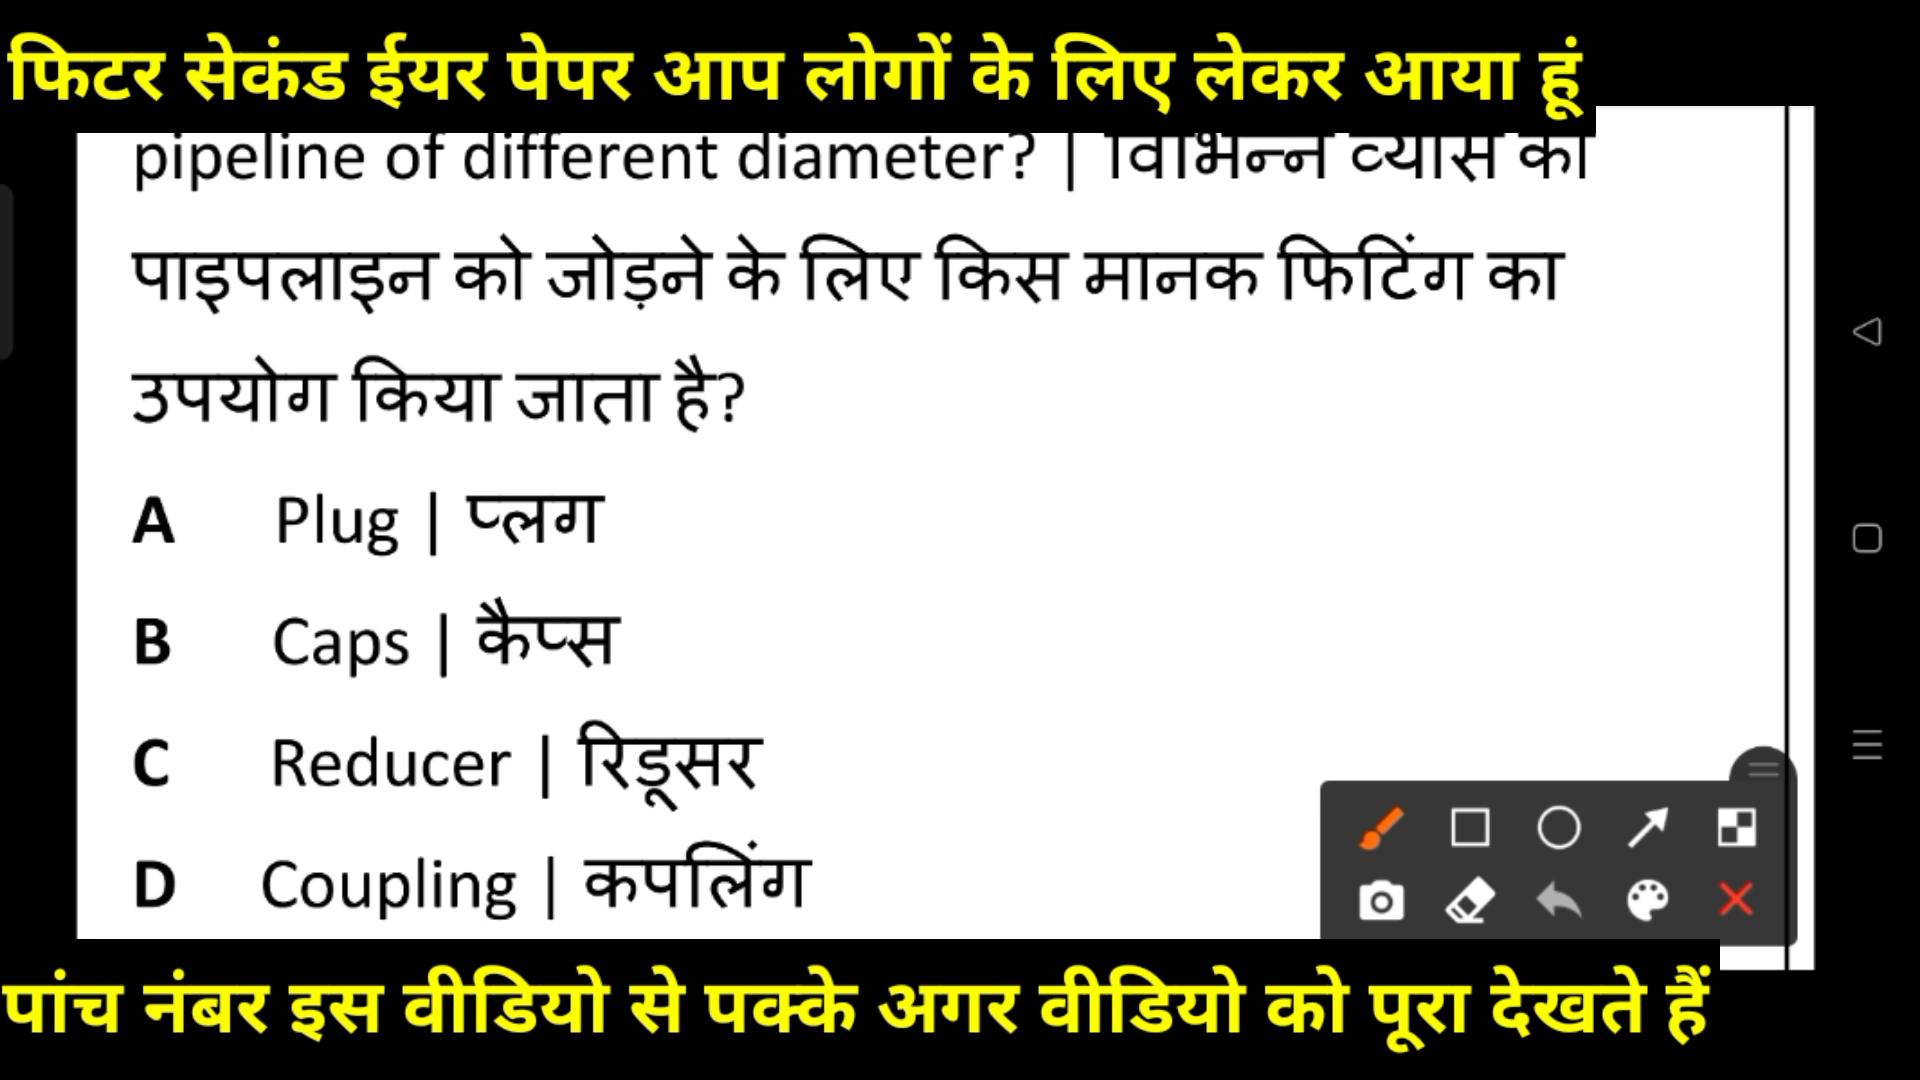 फिटर सेकंड ईयर पेपर आप लोगों के लिए लेकर आया हूं
pipeline of different diameter? | विभिन्न व्यास की
पाइपलाइन को जोड़ने के लिए किस मानक फिटिंग का
उपयोग किया जाता है?
A Plug | प्लग
B Caps | कैप्स
C Reducer | रिडूसर
D Coupling | कपलिंग
पांच नंबर इस वीडियो से पक्के अगर वीडियो को पूरा देखते हैं